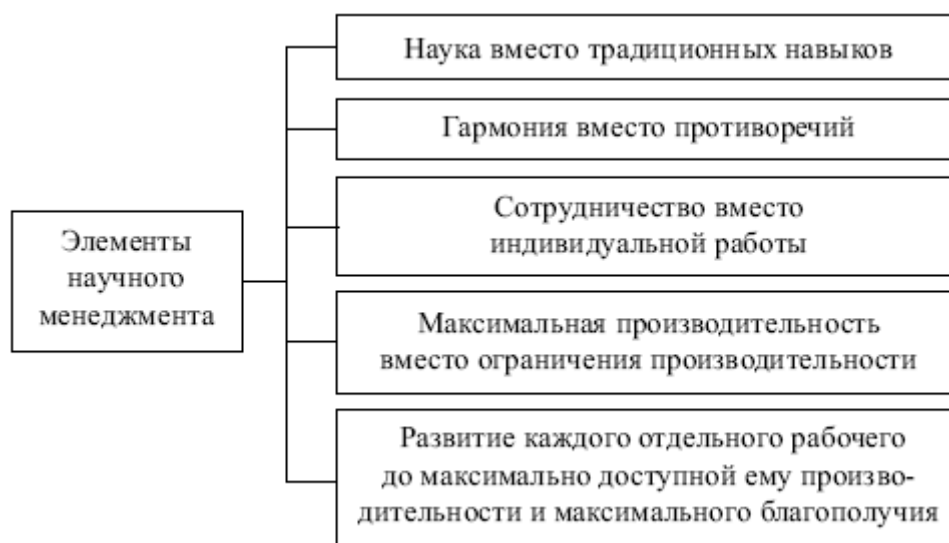 Наука вместо традиционных навыков
Гармония вместо противоречий
Сотрудничество вместо
индивидуальной работы
Элементы
научного
менеджмента
Максимальная производительность
вместо ограничения производительности
Развитие каждого отдельного рабочего
до максимально доступной ему произво-
дительности и максимального благополучия